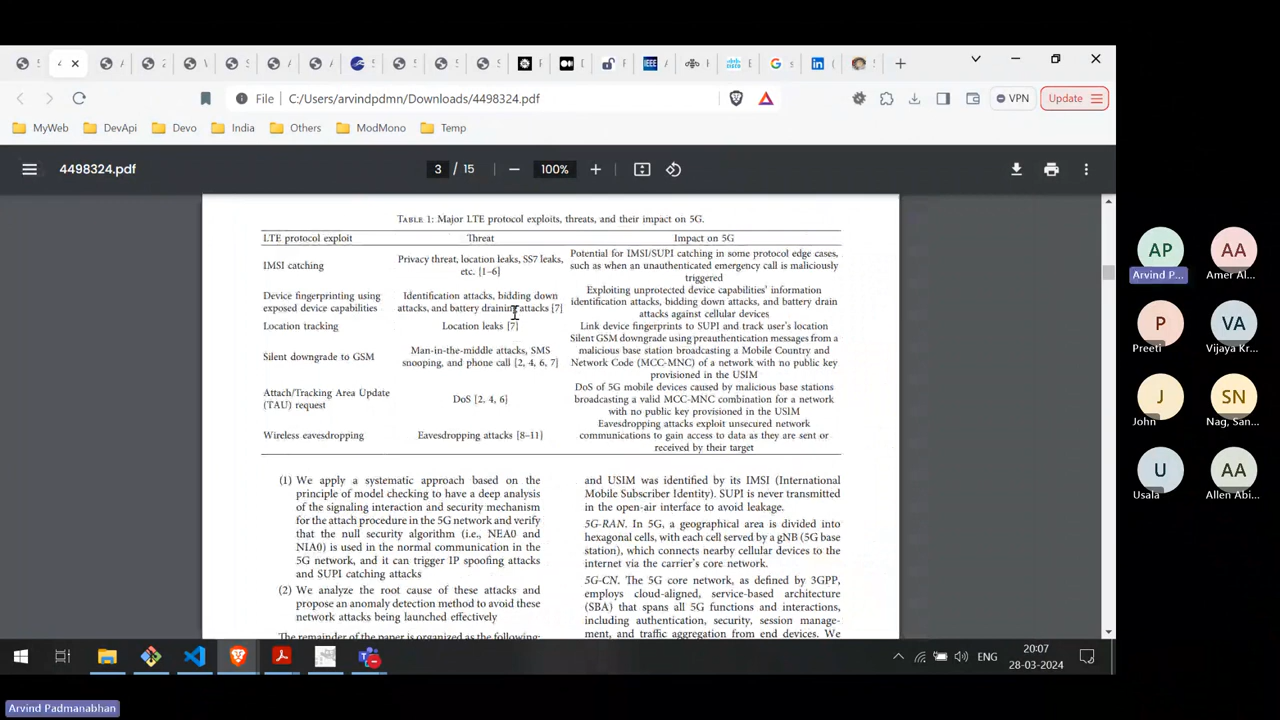 VPN
Update
File
C:/Users/arvindpdmn/Downloads/4498324.pdf
MyWeb
DevApi
Devo
India
Others
ModMono
Temp
4498324.pdf
3 / 15
100%
TABLE 1: Major LTE protocol exploits, threats, and their impact on 5G.
LTE protocol exploit
Threat
Impact on 5G
IMSI catching
Privacy threat, location leaks, SS7 leaks,
etc. [1–6]
Potential for IMSI/SUPI catching in some protocol edge cases,
such as when an unauthenticated emergency call is maliciously
triggered
Device fingerprinting using
exposed device capabilities
Identification attacks, bidding down
attacks, and battery draining attacks [7]
Exploiting unprotected device capabilities' information
identification attacks, bidding down attacks, and battery drain
attacks against cellular devices
Location tracking
Location leaks [7]
Link device fingerprints to SUPI and track user's location
Silent downgrade to GSM
Man-in-the-middle attacks, SMS
snooping, and phone call [2, 4, 6, 7]
Silent GSM downgrade using preauthentication messages from a
malicious base station broadcasting a Mobile Country and
Network Code (MCC-MNC) of a network with no public key
provisioned in the USIM
Attach/Tracking Area Update
(TAU) request
DoS [2, 4, 6]
DoS of 5G mobile devices caused by malicious base stations
broadcasting a valid MCC-MNC combination for a network
with no public key provisioned in the USIM
Wireless eavesdropping
Eavesdropping attacks [8–11]
Eavesdropping attacks exploit unsecured network
communications to gain access to data as they are sent or
received by their target
(1) We apply a systematic approach based on the
principle of model checking to have a deep analysis
of the signaling interaction and security mechanism
for the attach procedure in the 5G network and verify
that the null security algorithm (i.e., NEA0 and
NIA0) is used in the normal communication in the
5G network, and it can trigger IP spoofing attacks
and SUPI catching attacks
(2) We analyze the root cause of these attacks and
propose an anomaly detection method to avoid these
network attacks being launched effectively
The remainder of the paper is organized as the following:
and USIM was identified by its IMSI (International
Mobile Subscriber Identity). SUPI is never transmitted
in the open-air interface to avoid leakage.
5G-RAN. In 5G, a geographical area is divided into
hexagonal cells, with each cell served by a gNB (5G base
station), which connects nearby cellular devices to the
internet via the carrier's core network.
5G-CN. The 5G core network, as defined by 3GPP,
employs cloud-aligned, service-based architecture
(SBA) that spans all 5G functions and interactions,
including authentication, security, session manage-
ment, and traffic aggregation from end devices. We
ENG
20:07
28-03-2024
AP
Arvind P...
AA
Amer Al...
P
Preeti
VA
Vijaya Kr...
J
John
SN
Nag, San...
U
Usala
AA
Allen Abi...
Arvind Padmanabhan